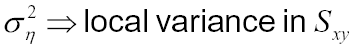 σ²_η ⇒ local variance in S_xy